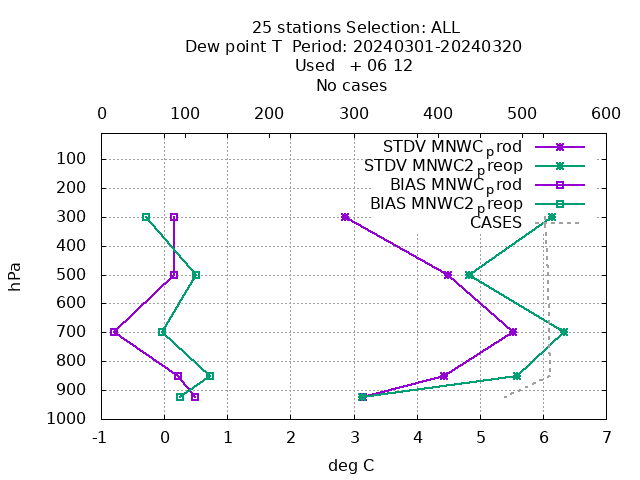 25 stations Selection: ALL
Dew point T  Period: 20240301-20240320
Used   + 06 12
No cases
0 100 200 300 400 500 600
STDV MNWC_prod
STDV MNWC2_preop
BIAS MNWC_prod
BIAS MNWC2_preop
CASES
hPa
100
200
300
400
500
600
700
800
900
1000
-1 0 1 2 3 4 5 6 7
deg C